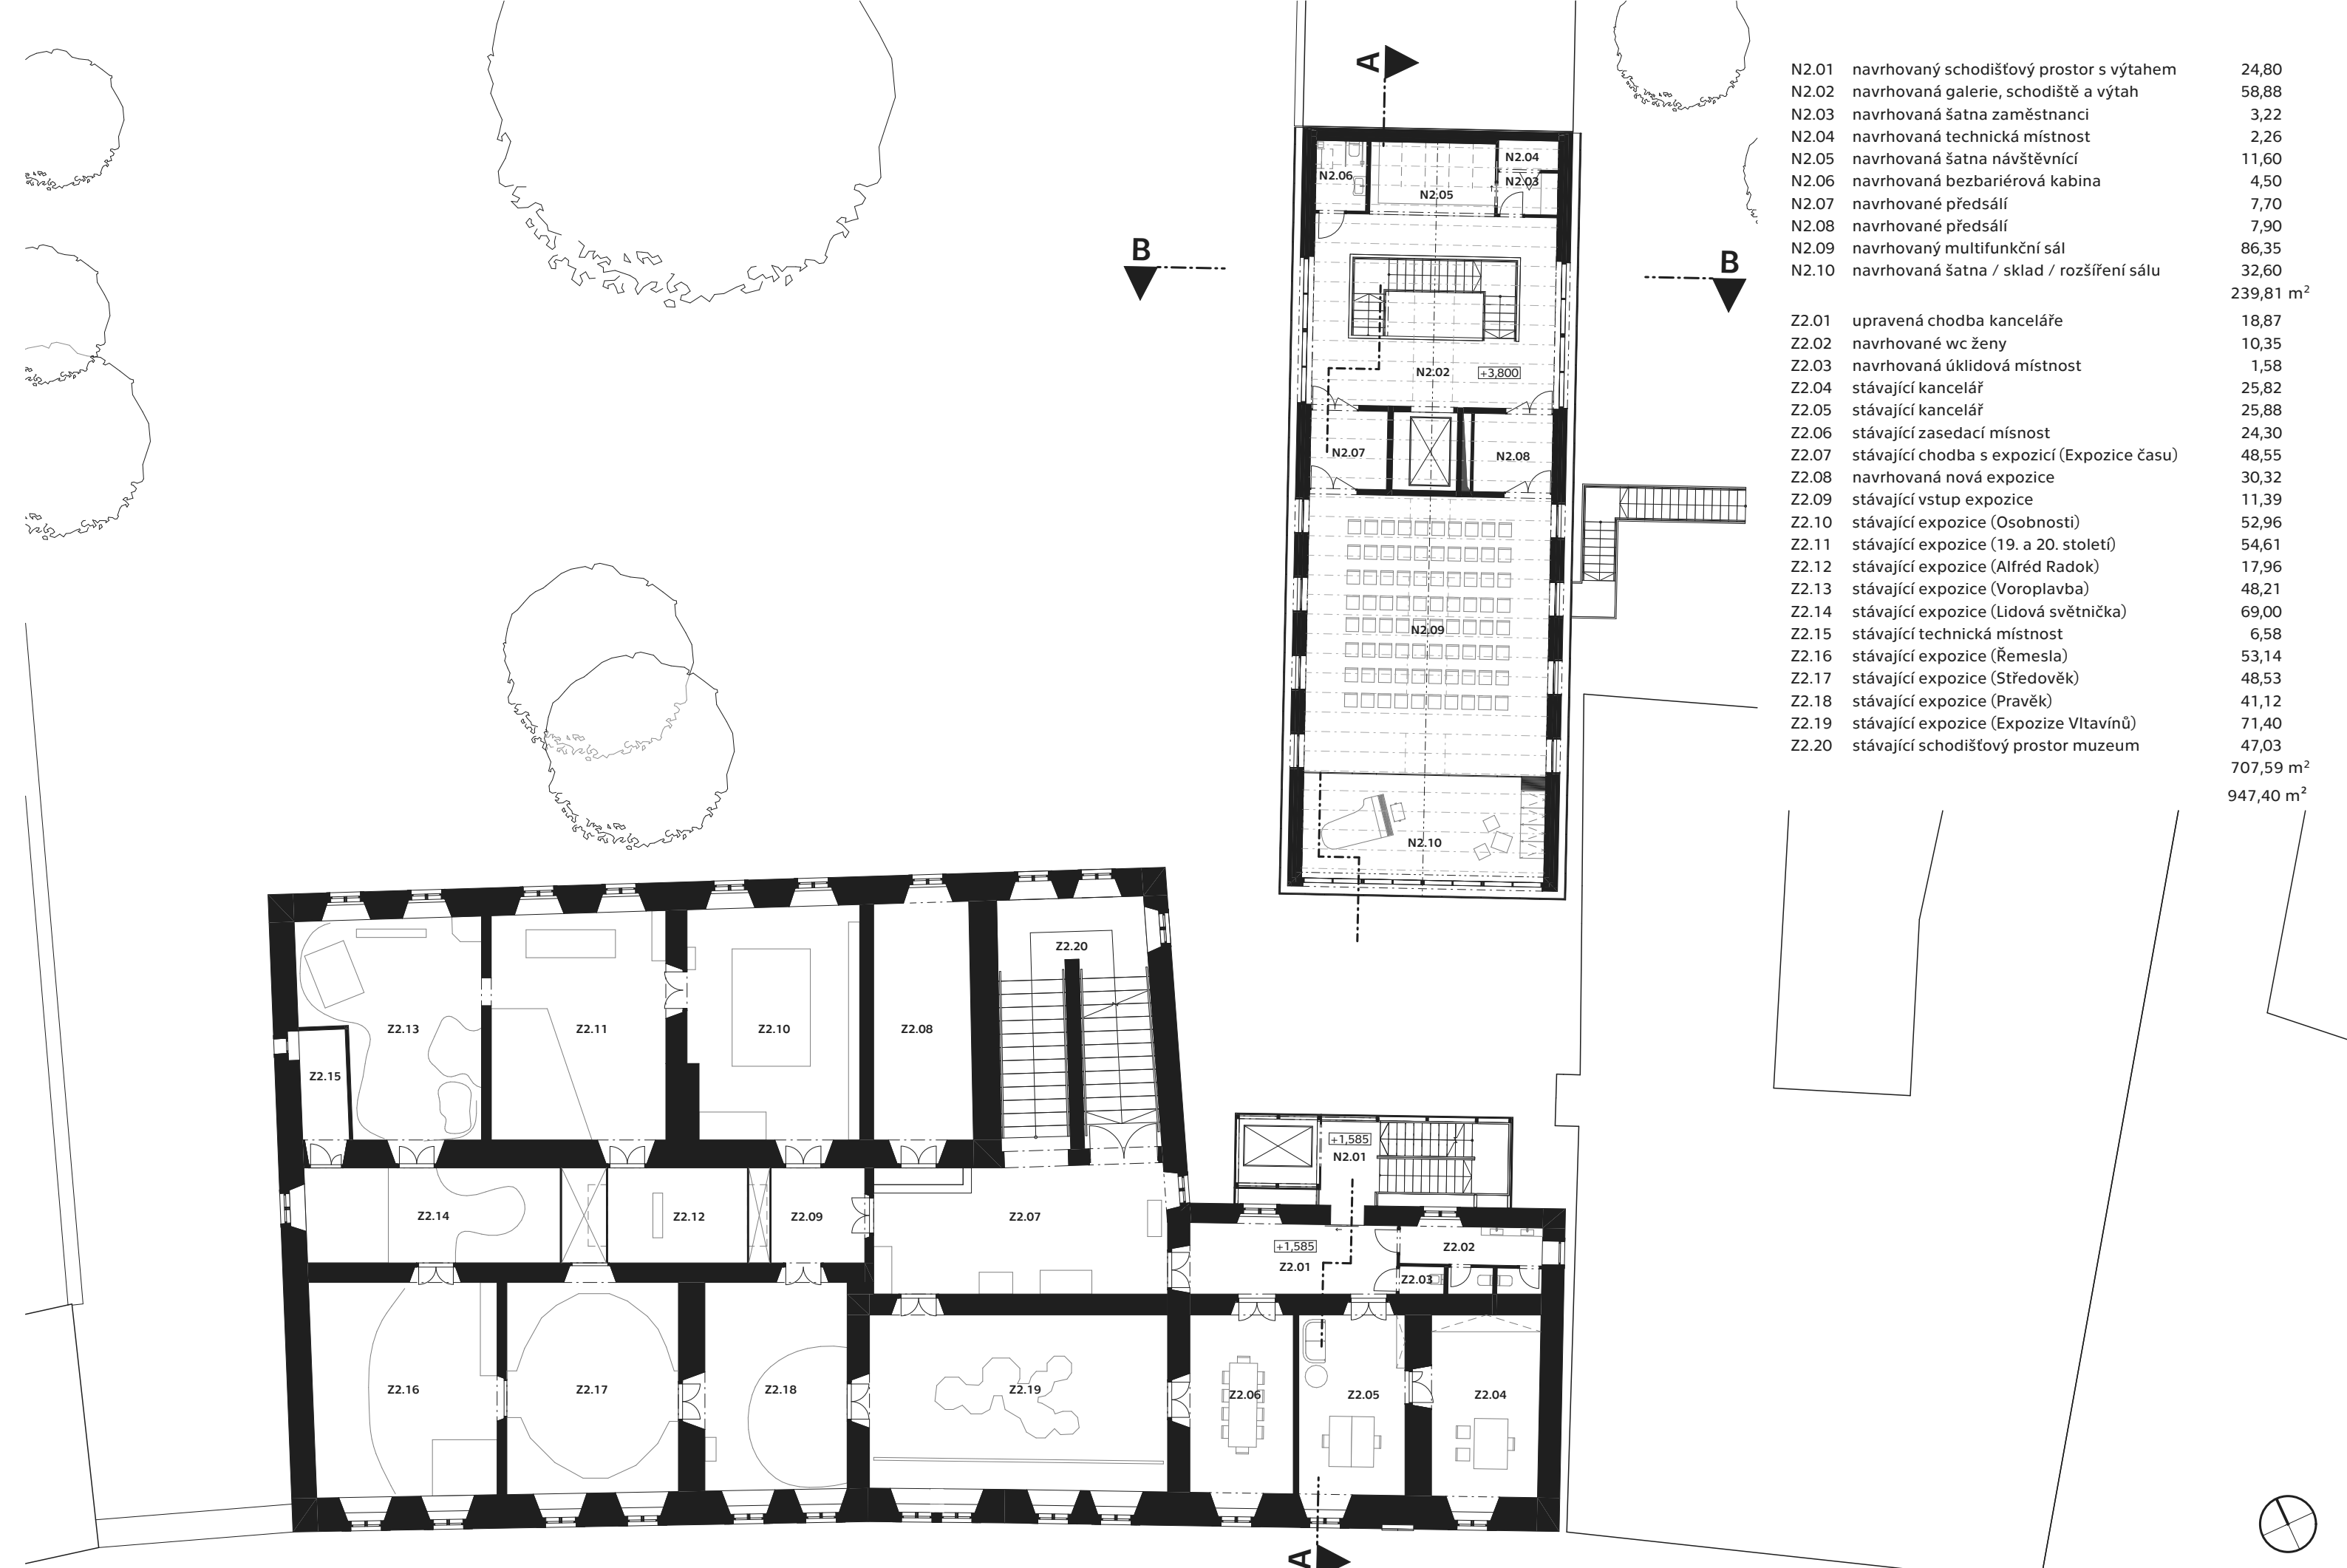 A
N2.01 navrhovaný schodišťový prostor s výtahem 24,80
N2.02 navrhovaná galerie, schodiště a výtah 58,88
N2.03 navrhovaná šatna zaměstnanci 3,22
N2.04 navrhovaná technická místnost 2,26
N2.05 navrhovaná šatna návštěvnící 11,60
N2.06 navrhovaná bezbariérová kabina 4,50
N2.07 navrhované předsálí 7,70
N2.08 navrhované předsálí 7,90
N2.09 navrhovaný multifunkční sál 86,35
N2.10 navrhovaná šatna / sklad / rozšíření sálu 32,60
239,81 m²
Z2.01 upravená chodba kanceláře 18,87
Z2.02 navrhované wc ženy 10,35
Z2.03 navrhovaná úklidová místnost 1,58
Z2.04 stávající kancelář 25,82
Z2.05 stávající kancelář 25,88
Z2.06 stávající zasedací mísnost 24,30
Z2.07 stávající chodba s expozicí (Expozice času) 48,55
Z2.08 navrhovaná nová expozice 30,32
Z2.09 stávající vstup expozice 11,39
Z2.10 stávající expozice (Osobnosti) 52,96
Z2.11 stávající expozice (19. a 20. století) 54,61
Z2.12 stávající expozice (Alfréd Radok) 17,96
Z2.13 stávající expozice (Voroplavba) 48,21
Z2.14 stávající expozice (Lidová světnička) 69,00
Z2.15 stávající technická místnost 6,58
Z2.16 stávající expozice (Řemesla) 53,14
Z2.17 stávající expozice (Středověk) 48,53
Z2.18 stávající expozice (Pravěk) 41,12
Z2.19 stávající expozice (Expozize Vltavínů) 71,40
Z2.20 stávající schodišťový prostor muzeum 47,03
707,59 m²
947,40 m²
N2.04
N2.06
N2.03
N2.05
B
B
N2.02
+3,800
N2.07
N2.08
N2.09
N2.10
Z2.20
Z2.13
Z2.11
Z2.10
Z2.08
Z2.15
+1,585
N2.01
Z2.14
Z2.12
Z2.09
Z2.07
+1,585
Z2.02
Z2.01
Z2.03
Z2.16
Z2.17
Z2.18
Z2.19
Z2.06
Z2.05
Z2.04
A